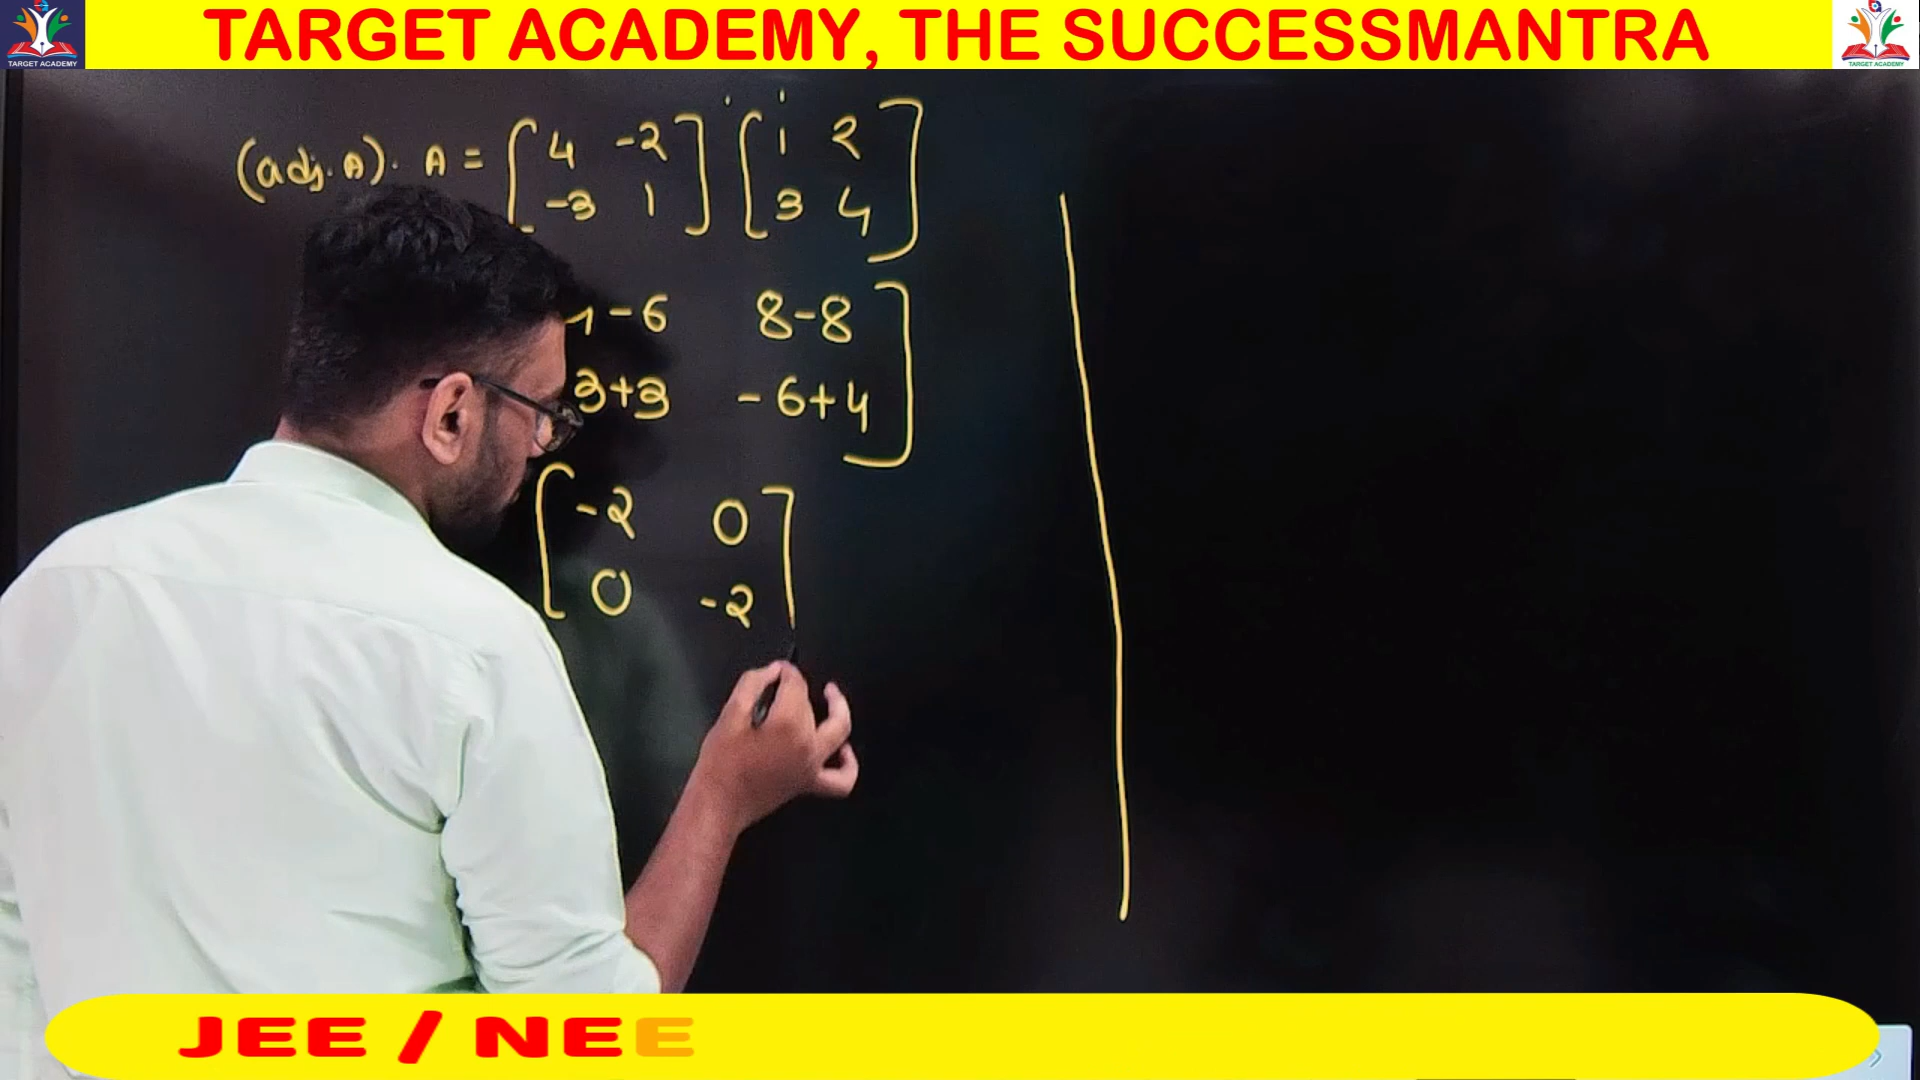 TARGET ACADEMY, THE SUCCESSMANTRA
TARGET ACADEMY
TARGET ACADEMY
(adj. A). A = [4 -2] [1 2]
-3 1 3 4
-6 8-8
3+3 -6+4
-2 0
0 -2
JEE / NEE